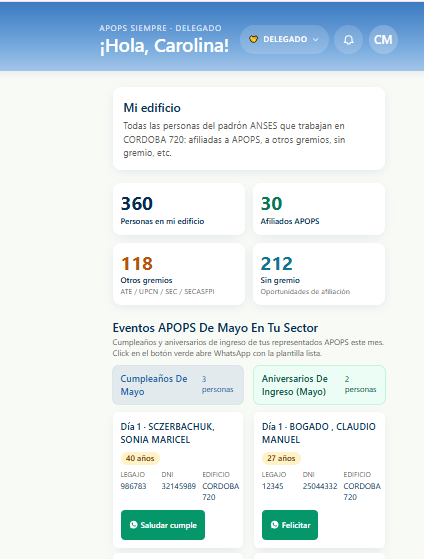 APOPS SIEMPRE · DELEGADO
¡Hola, Carolina!
DELEGADO
CM
Mi edificio
Todas las personas del padrón ANSES que trabajan en
CORDOBA 720: afiliadas a APOPS, a otros gremios, sin
gremio, etc.
360
Personas en mi edificio
30
Afiliados APOPS
118
Otros gremios
ATE / UPCN / SEC / SECASFPI
212
Sin gremio
Oportunidades de afiliación
Eventos APOPS De Mayo En Tu Sector
Cumpleaños y aniversarios de ingreso de tus representados APOPS este mes.
Click en el botón verde abre WhatsApp con la plantilla lista.
Cumpleaños De
Mayo
3
personas
Aniversarios De
Ingreso (Mayo)
2
personas
Día 1 · SCZERBACHUK,
SONIA MARICEL
40 años
LEGAJO DNI EDIFICIO
986783 32145989 CORDOBA
720
Saludar cumple
Día 1 · BOGADO , CLAUDIO
MANUEL
27 años
LEGAJO DNI EDIFICIO
12345 25044332 CORDOBA
720
Felicitar